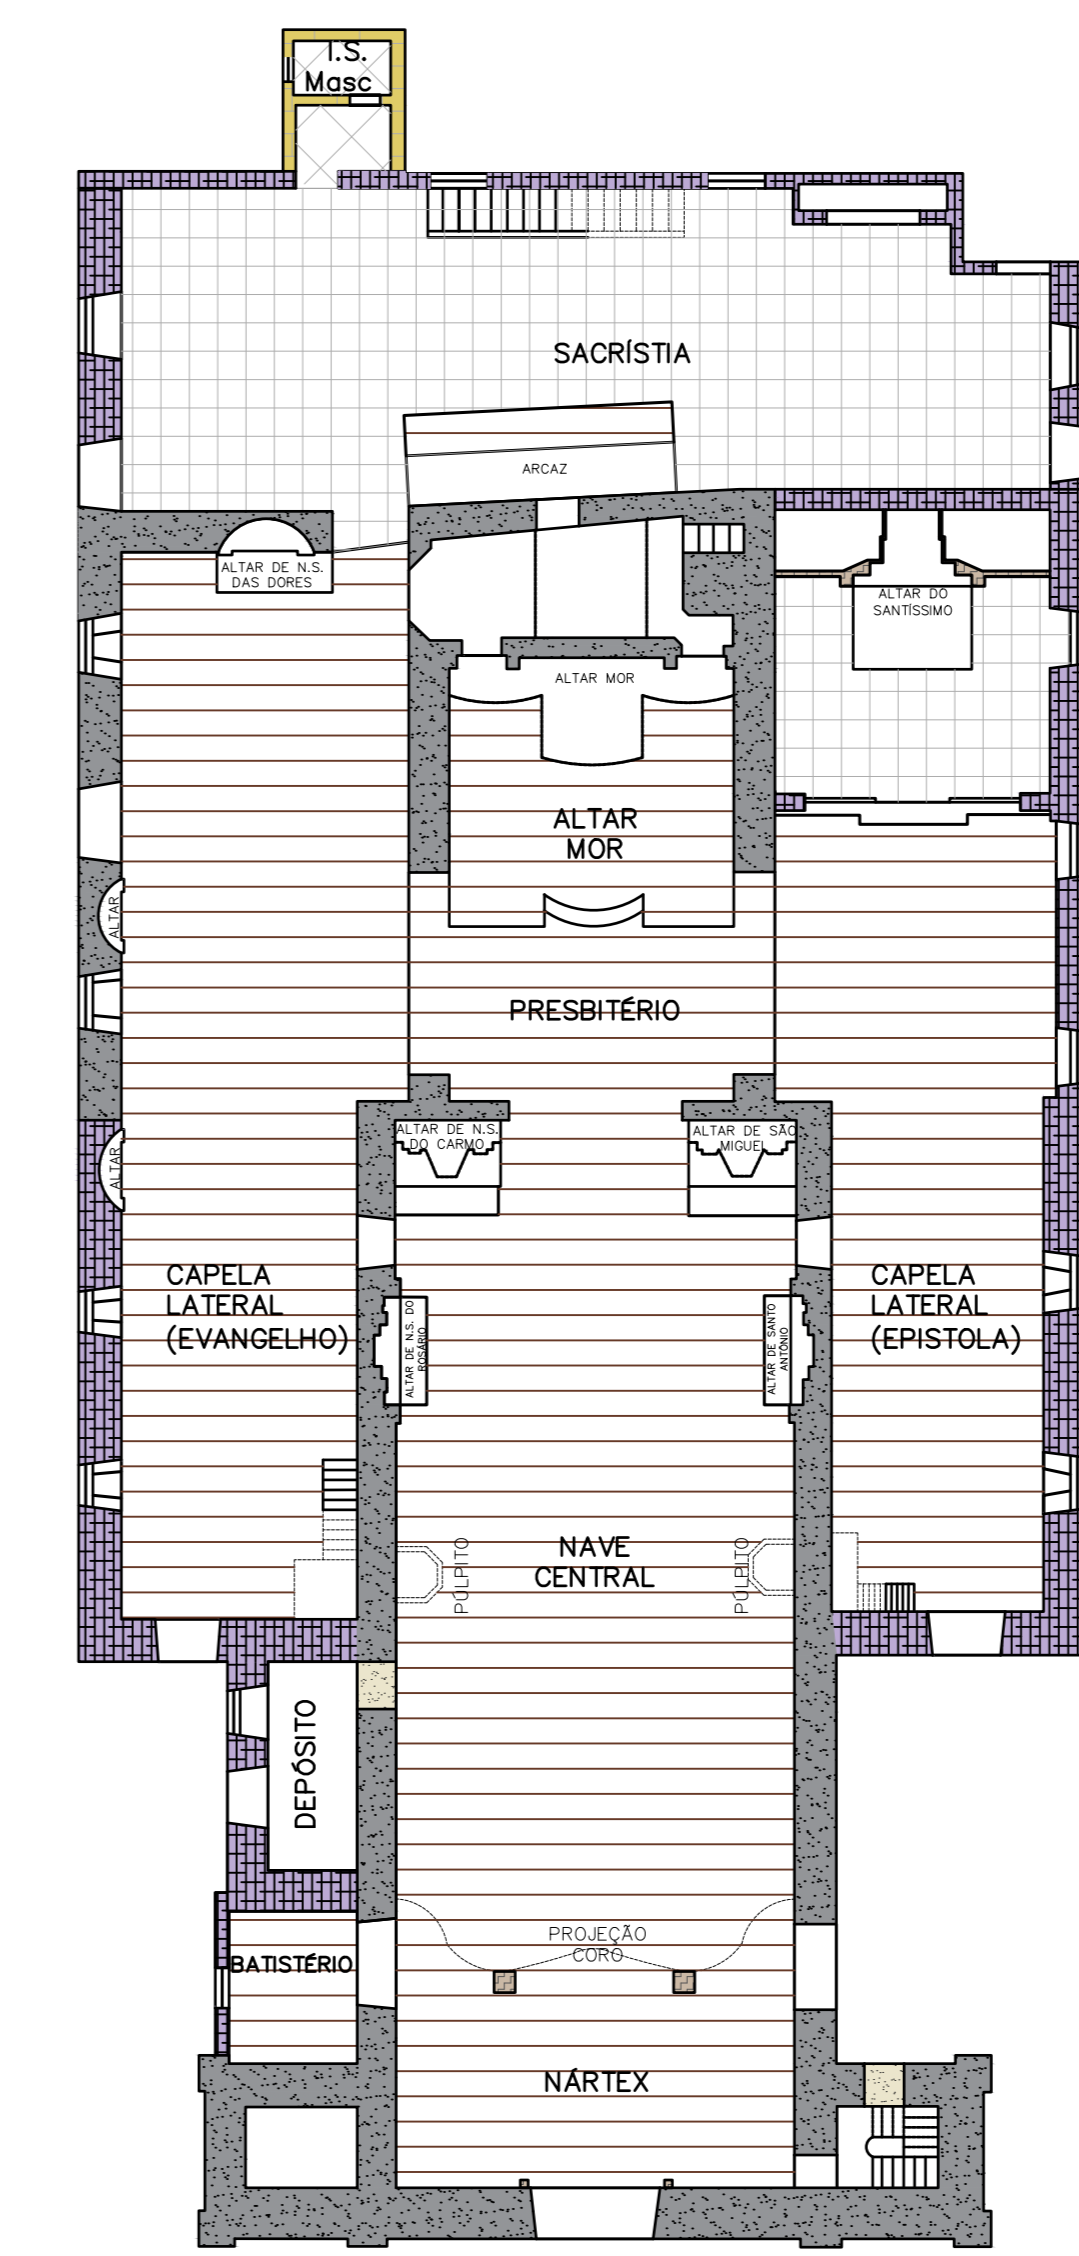 I.S.
Masc
SACRÍSTIA
ARCAZ
ALTAR DE N.S.
DAS DORES
ALTAR DO
SANTÍSSIMO
ALTAR MOR
ALTAR
MOR
ALTAR
PRESBITÉRIO
ALTAR DE N.S.
DO CARMO
ALTAR DE SÃO
MIGUEL
ALTAR
CAPELA
LATERAL
(EVANGELHO)
ALTAR DE N.S. DO
ROSÁRIO
ALTAR DE SANTO
ANTÔNIO
CAPELA
LATERAL
(EPISTOLA)
NAVE
CENTRAL
PÚLPITO
PÚLPITO
DEPÓSITO
PROJEÇÃO
CORO
BATISTÉRIO
NÁRTEX